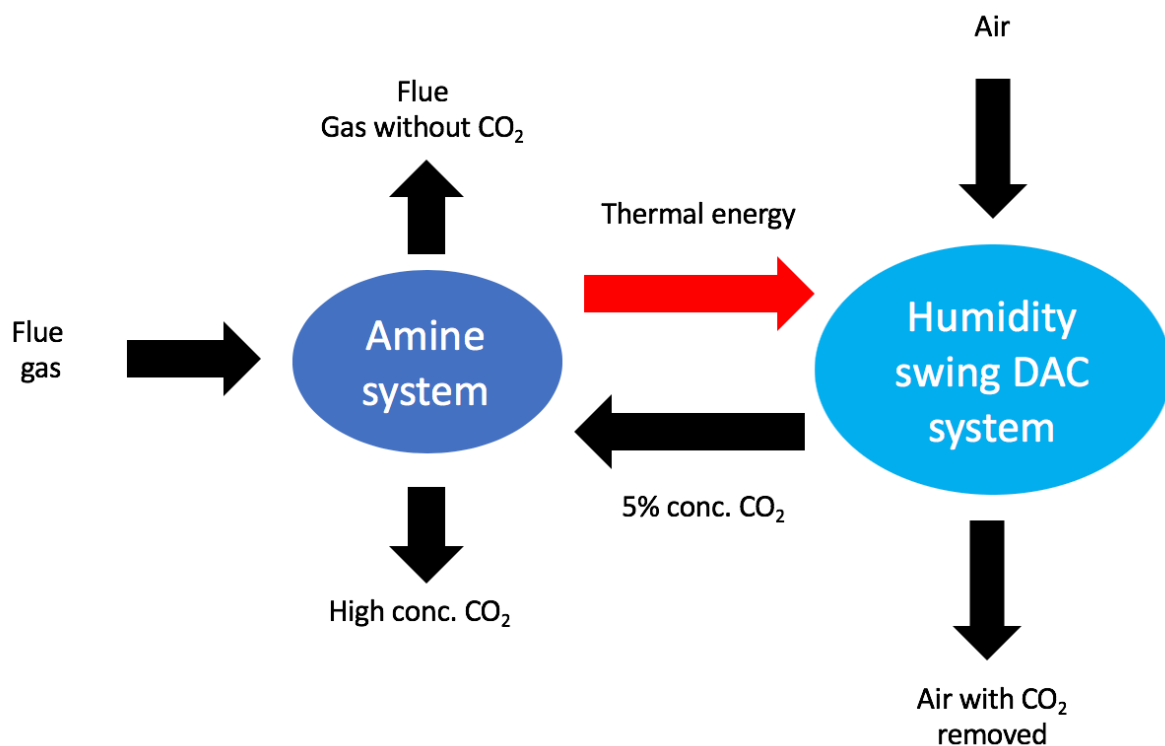 Air
Flue
Gas without CO₂
Thermal energy
Flue
gas
Amine
system
Humidity
swing DAC
system
5% conc. CO₂
High conc. CO₂
Air with CO₂
removed